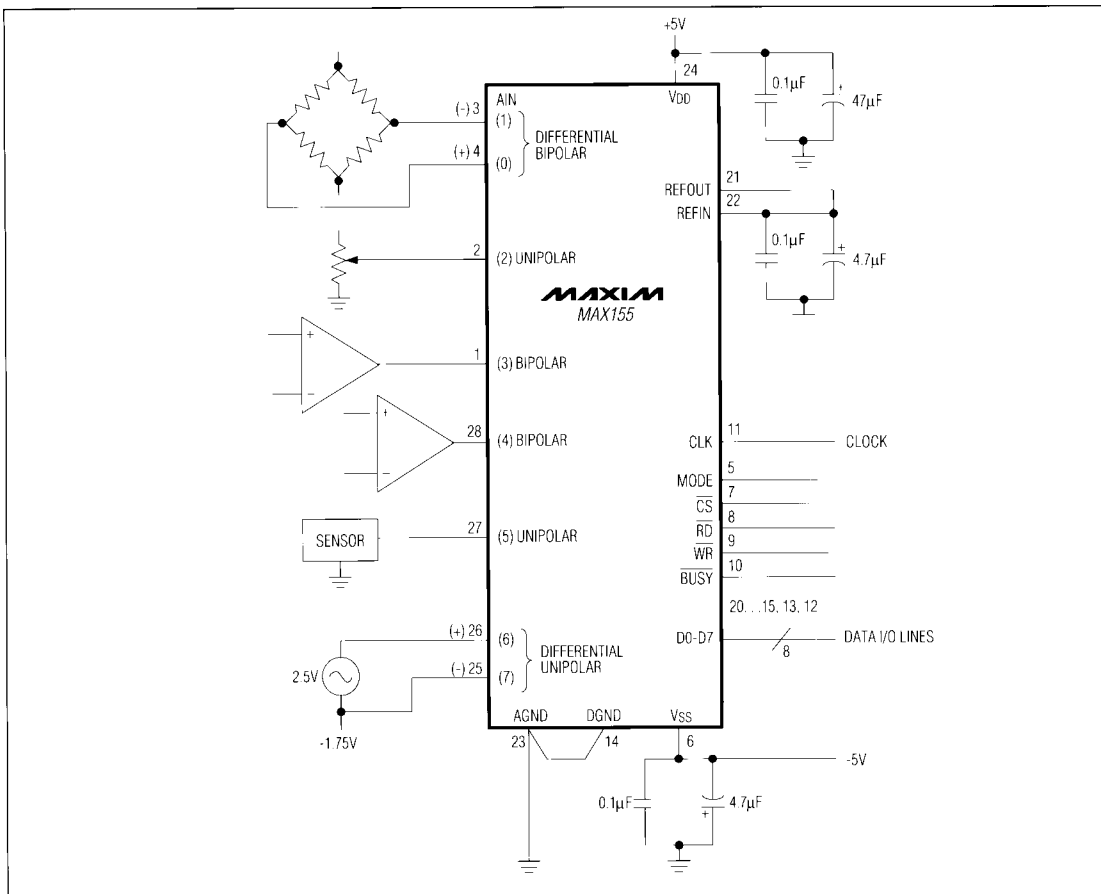 +5V
24
VDD
0.1µF
+
47µF
AIN
(-) 3
(1)
DIFFERENTIAL
BIPOLAR
(+) 4
(0)
REFOUT
21
REFIN
22
0.1µF
+
4.7µF
2
(2) UNIPOLAR
MAXIM
MAX155
+
−
1
(3) BIPOLAR
+
−
28
(4) BIPOLAR
CLK
11
CLOCK
MODE
5
CS
7
RD
8
WR
9
BUSY
10
SENSOR
27
(5) UNIPOLAR
20...15, 13, 12
D0-D7
8
DATA I/O LINES
2.5V
(+) 26
(6)
DIFFERENTIAL
UNIPOLAR
(-) 25
(7)
-1.75V
AGND
DGND
VSS
23
14
6
-5V
0.1µF
+
4.7µF